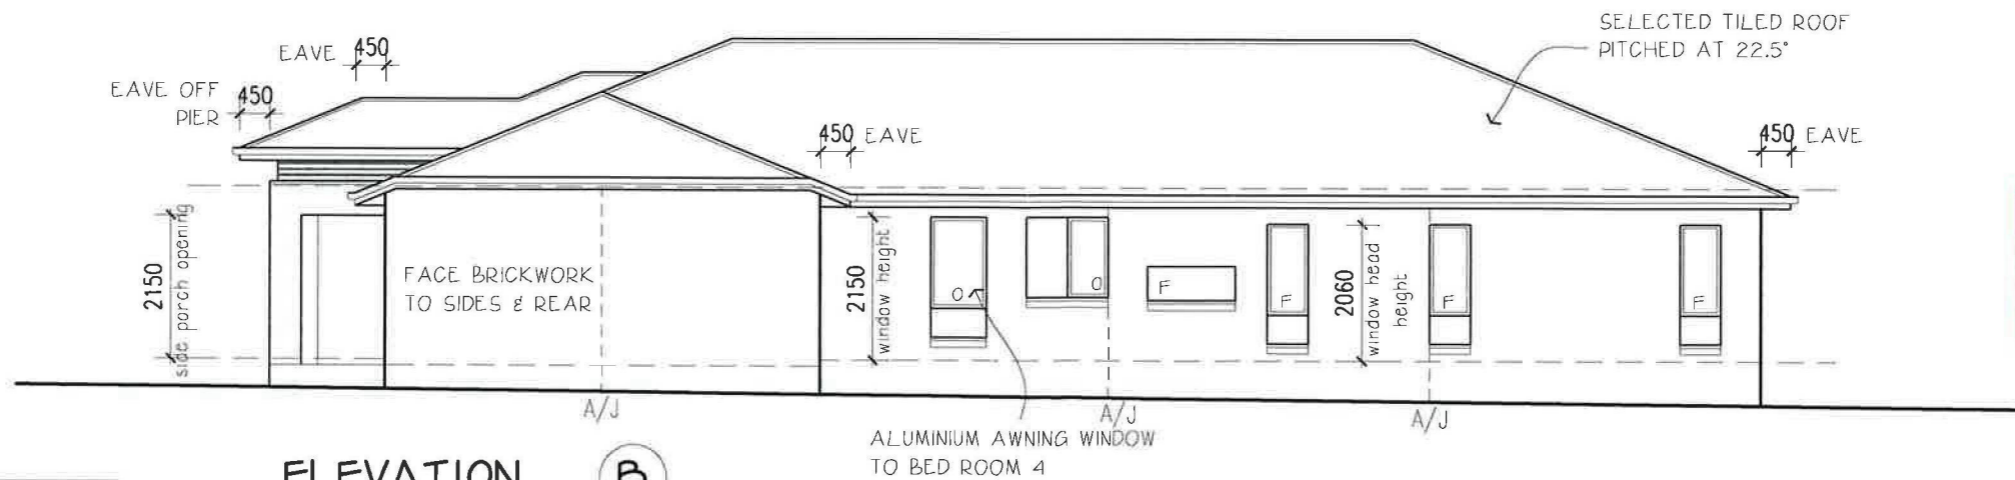 SELECTED TILED ROOF
PITCHED AT 22.5°
EAVE 450
EAVE OFF
PIER
450
450 EAVE
450 EAVE
2150
side porch opening
FACE BRICKWORK
TO SIDES & REAR
2150
window height
O
O
F
F
2060
window head
height
F
F
A/J
A/J
A/J
ALUMINIUM AWNING WINDOW
TO BED ROOM 4
ELEVATION B